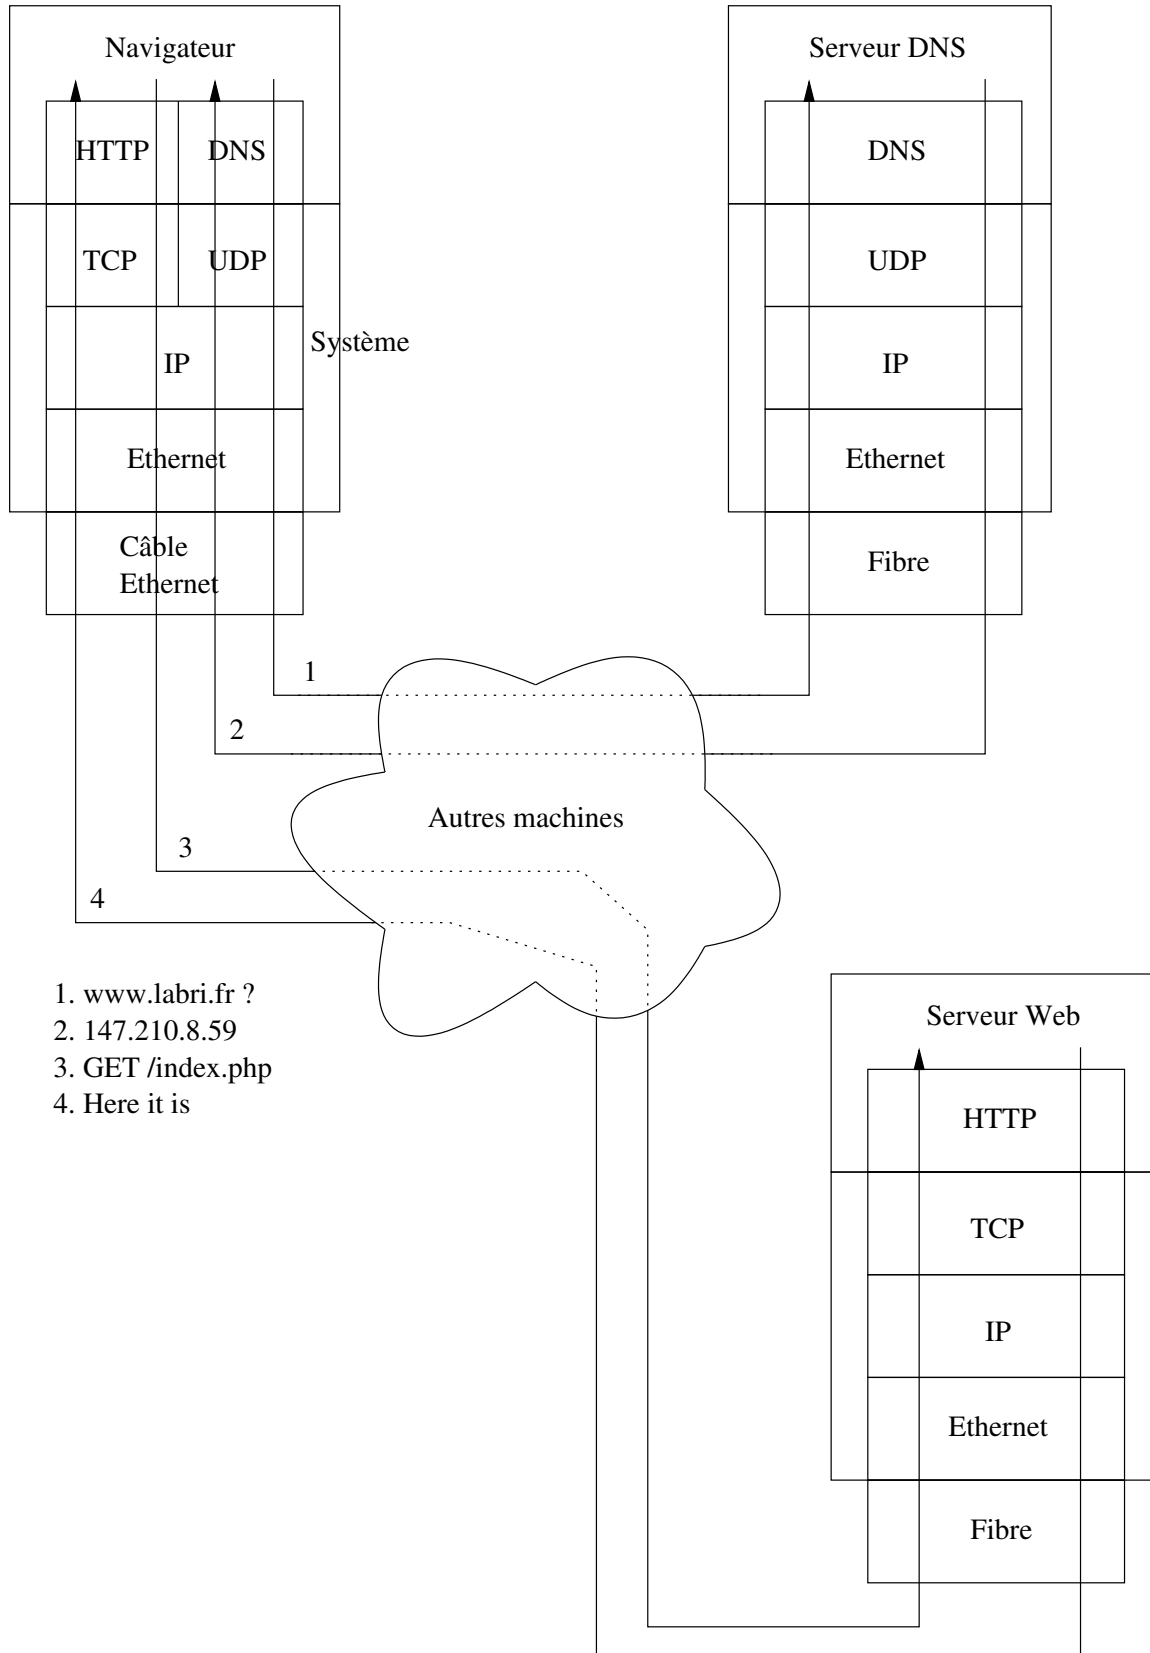 Navigateur
HTTP
DNS
TCP
UDP
IP
Système
Ethernet
Câble
Ethernet
Serveur DNS
DNS
UDP
IP
Ethernet
Fibre
1
2
Autres machines
3
4
1. www.labri.fr ?
2. 147.210.8.59
3. GET /index.php
4. Here it is
Serveur Web
HTTP
TCP
IP
Ethernet
Fibre